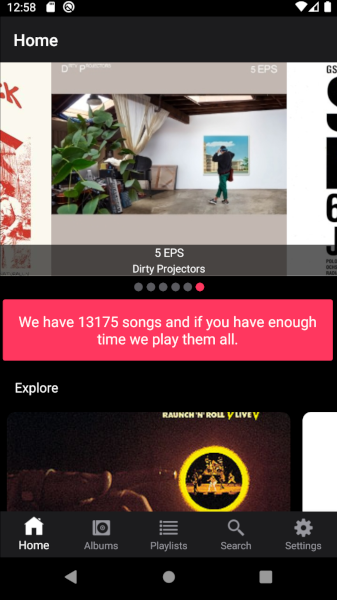 12:58
Home
5 EPS
5 EPS
Dirty Projectors
We have 13175 songs and if you have enough
time we play them all.
Explore
RAUNCH 'N' ROLL LIVE
Home
Albums
Playlists
Search
Settings